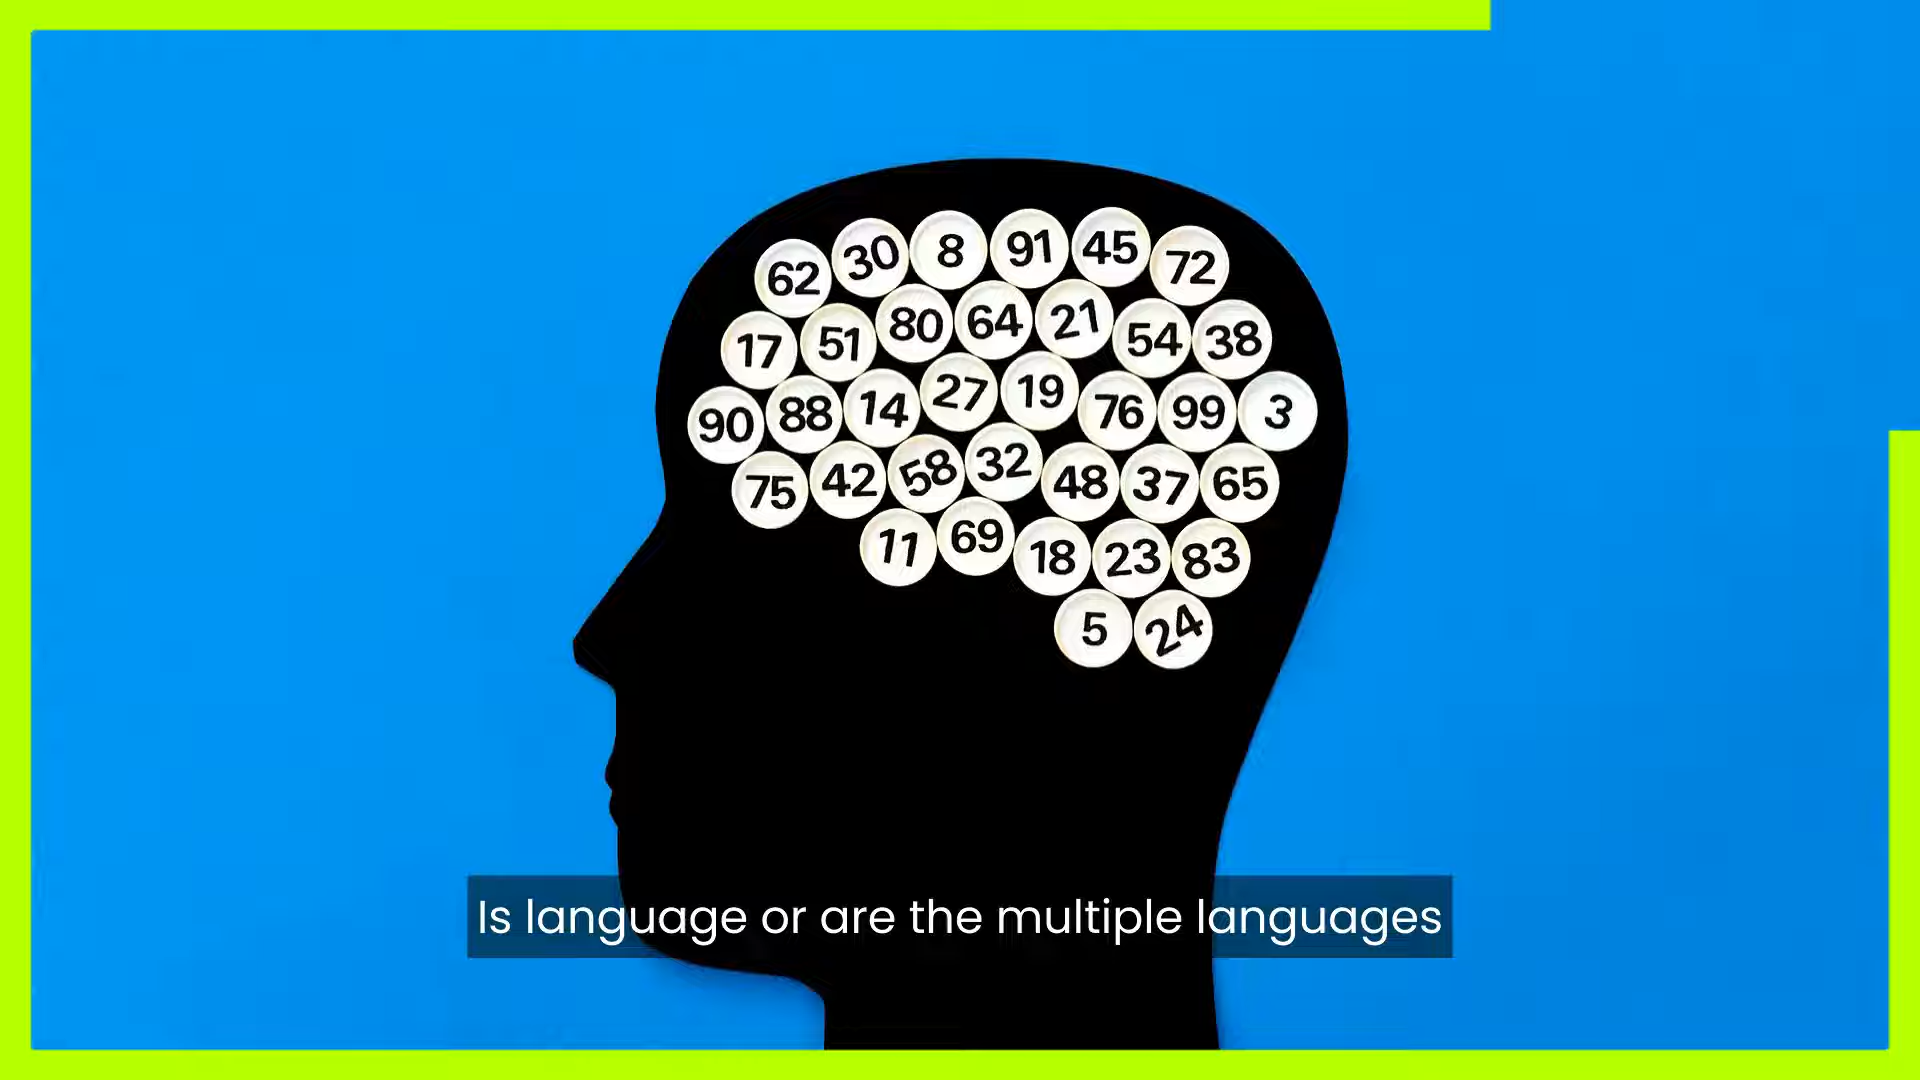 62 30 8 91 45 72
17 51 80 64 21 54 38
90 88 14 27 19 76 99 3
75 42 58 32 48 37 65
11 69 18 23 83
5 24
Is language or are the multiple languages